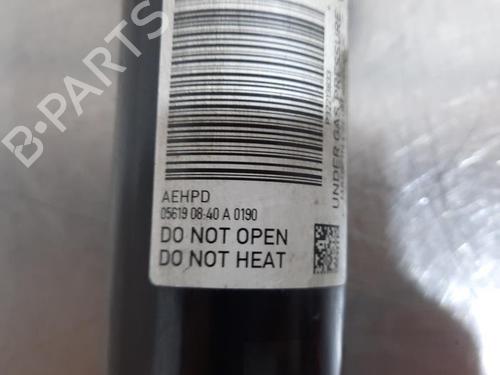 AEHPD
05619 08:40 A 0190
DO NOT OPEN
DO NOT HEAT
UNDER GAS PRESSURE
B-PARTS